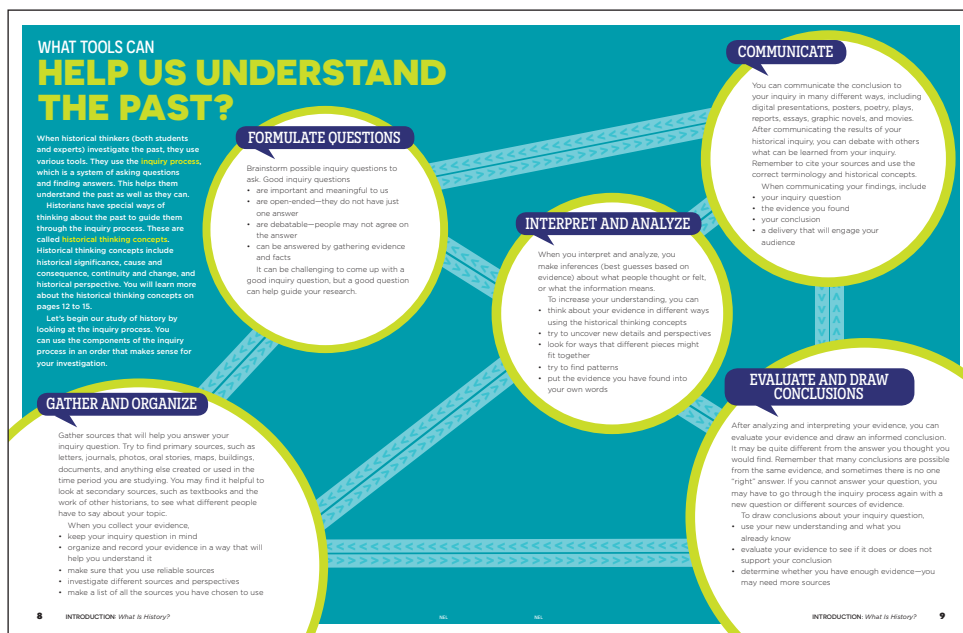 WHAT TOOLS CAN
HELP US UNDERSTAND
THE PAST?
When historical thinkers (both students
and experts) investigate the past, they use
various tools. They use the inquiry process,
which is a system of asking questions
and finding answers. This helps them
understand the past as well as they can.
Historians have special ways of
thinking about the past to guide them
through the inquiry process. These are
called historical thinking concepts.
Historical thinking concepts include
historical significance, cause and
consequence, continuity and change, and
historical perspective. You will learn more
about the historical thinking concepts on
pages 12 to 15.
Let's begin our study of history by
looking at the inquiry process. You
can use the components of the inquiry
process in an order that makes sense for
your investigation.
FORMULATE QUESTIONS
Brainstorm possible inquiry questions to
ask. Good inquiry questions
• are important and meaningful to us
• are open-ended—they do not have just
one answer
• are debatable—people may not agree on
the answer
• can be answered by gathering evidence
and facts
It can be challenging to come up with a
good inquiry question, but a good question
can help guide your research.
GATHER AND ORGANIZE
Gather sources that will help you answer your
inquiry question. Try to find primary sources, such as
letters, journals, photos, oral stories, maps, buildings,
documents, and anything else created or used in the
time period you are studying. You may find it helpful to
look at secondary sources, such as textbooks and the
work of other historians, to see what different people
have to say about your topic.
When you collect your evidence,
• keep your inquiry question in mind
• organize and record your evidence in a way that will
help you understand it
• make sure that you use reliable sources
• investigate different sources and perspectives
• make a list of all the sources you have chosen to use
INTERPRET AND ANALYZE
When you interpret and analyze, you
make inferences (best guesses based on
evidence) about what people thought or felt,
or what the information means.
To increase your understanding, you can
• think about your evidence in different ways
using the historical thinking concepts
• try to uncover new details and perspectives
• look for ways that different pieces might
fit together
• try to find patterns
• put the evidence you have found into
your own words
COMMUNICATE
You can communicate the conclusion to
your inquiry in many different ways, including
digital presentations, posters, poetry, plays,
reports, essays, graphic novels, and movies.
After communicating the results of your
historical inquiry, you can debate with others
what can be learned from your inquiry.
Remember to cite your sources and use the
correct terminology and historical concepts.
When communicating your findings, include
• your inquiry question
• the evidence you found
• your conclusion
• a delivery that will engage your
audience
EVALUATE AND DRAW
CONCLUSIONS
After analyzing and interpreting your evidence, you can
evaluate your evidence and draw an informed conclusion.
It may be quite different from the answer you thought you
would find. Remember that many conclusions are possible
from the same evidence, and sometimes there is no one
"right" answer. If you cannot answer your question, you
may have to go through the inquiry process again with a
new question or different sources of evidence.
To draw conclusions about your inquiry question,
• use your new understanding and what you
already know
• evaluate your evidence to see if it does or does not
support your conclusion
• determine whether you have enough evidence—you
may need more sources
8 INTRODUCTION: What Is History?
NEL
NEL
INTRODUCTION: What Is History? 9